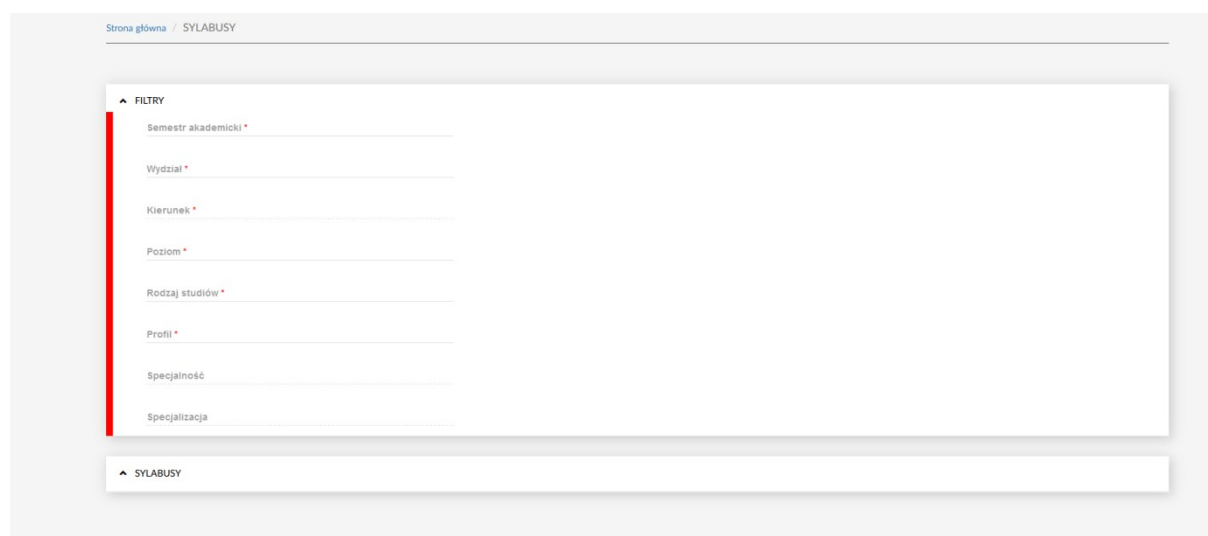 Strona główna / SYLABUSY
FILTRY
Semestr akademicki *
Wydział *
Kierunek *
Poziom *
Rodzaj studiów *
Profil *
Specjalność
Specjalizacja
SYLABUSY